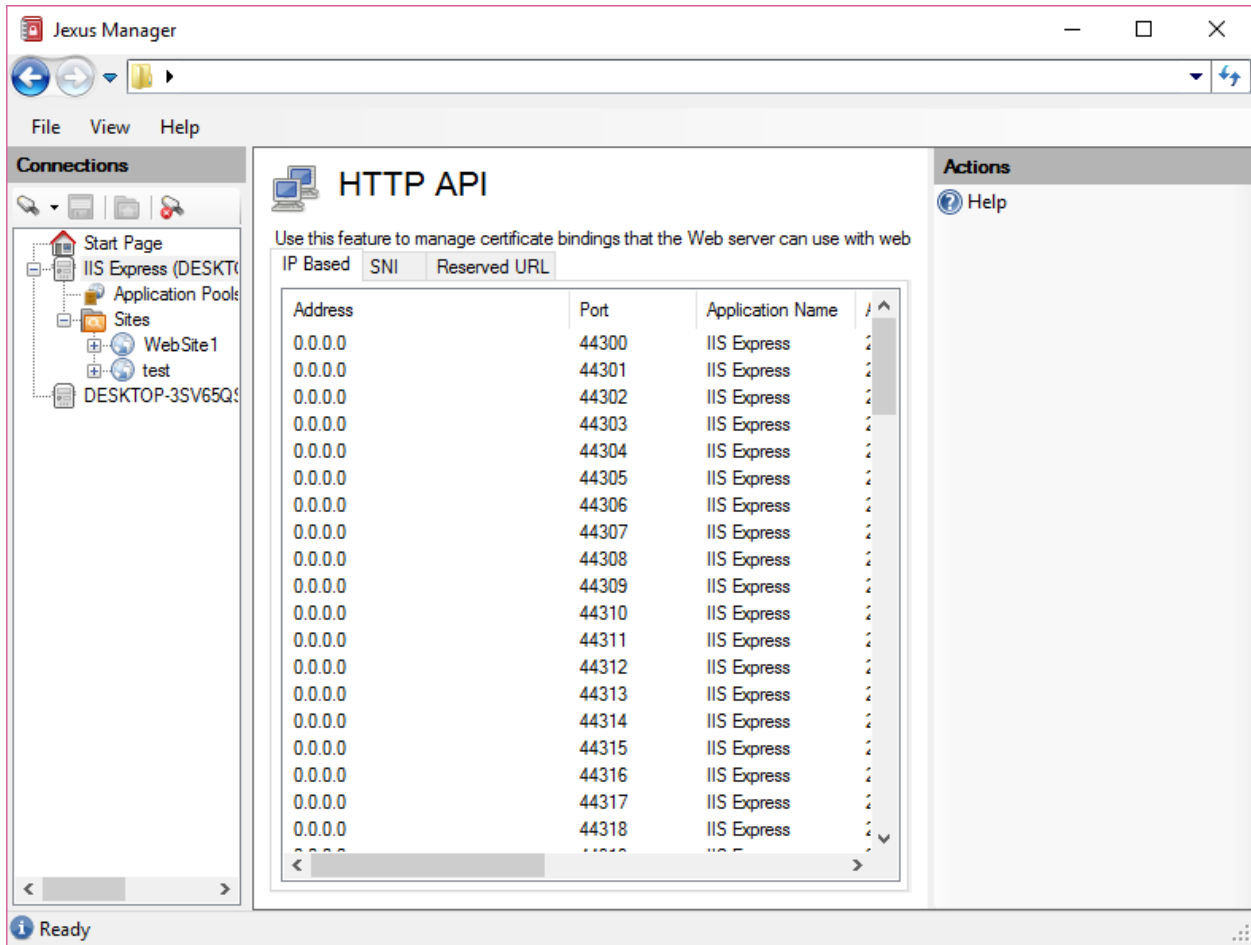 Jexus Manager
File View Help
Connections
Start Page
IIS Express (DESKT
Application Pools
Sites
WebSite1
test
DESKTOP-3SV65QS
HTTP API
Use this feature to manage certificate bindings that the Web server can use with web
IP Based SNI Reserved URL
Address Port Application Name
0.0.0.0 44300 IIS Express
0.0.0.0 44301 IIS Express
0.0.0.0 44302 IIS Express
0.0.0.0 44303 IIS Express
0.0.0.0 44304 IIS Express
0.0.0.0 44305 IIS Express
0.0.0.0 44306 IIS Express
0.0.0.0 44307 IIS Express
0.0.0.0 44308 IIS Express
0.0.0.0 44309 IIS Express
0.0.0.0 44310 IIS Express
0.0.0.0 44311 IIS Express
0.0.0.0 44312 IIS Express
0.0.0.0 44313 IIS Express
0.0.0.0 44314 IIS Express
0.0.0.0 44315 IIS Express
0.0.0.0 44316 IIS Express
0.0.0.0 44317 IIS Express
0.0.0.0 44318 IIS Express
Actions
Help
Ready